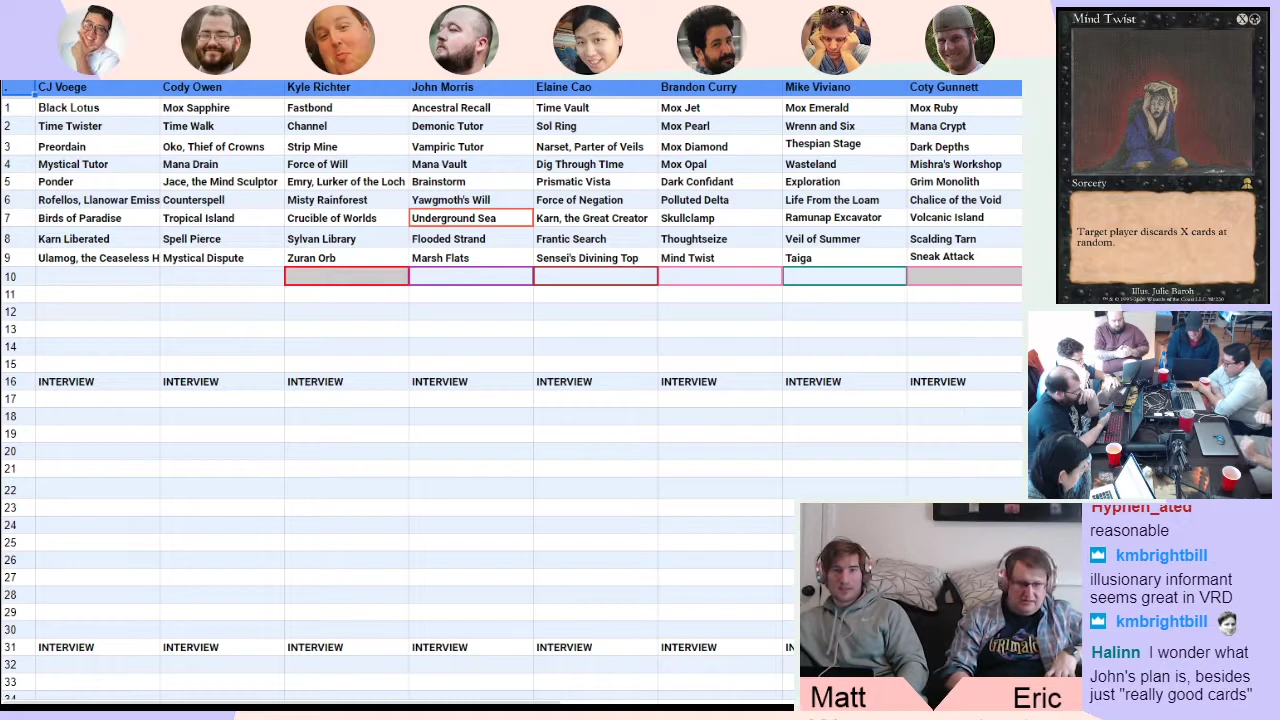 . CJ Voege Cody Owen Kyle Richter John Morris Elaine Cao Brandon Curry Mike Viviano Coty Gunnett
1 Black Lotus Mox Sapphire Fastbond Ancestral Recall Time Vault Mox Jet Mox Emerald Mox Ruby
2 Time Twister Time Walk Channel Demonic Tutor Sol Ring Mox Pearl Wrenn and Six Mana Crypt
3 Preordain Oko, Thief of Crowns Strip Mine Vampiric Tutor Narset, Parter of Veils Mox Diamond Thespian Stage Dark Depths
4 Mystical Tutor Mana Drain Force of Will Mana Vault Dig Through TIme Mox Opal Wasteland Mishra's Workshop
5 Ponder Jace, the Mind Sculptor Emry, Lurker of the Loch Brainstorm Prismatic Vista Dark Confidant Exploration Grim Monolith
6 Rofellos, Llanowar Emiss Counterspell Misty Rainforest Yawgmoth's Will Force of Negation Polluted Delta Life From the Loam Chalice of the Void
7 Birds of Paradise Tropical Island Crucible of Worlds Underground Sea Karn, the Great Creator Skullclamp Ramunap Excavator Volcanic Island
8 Karn Liberated Spell Pierce Sylvan Library Flooded Strand Frantic Search Thoughtseize Veil of Summer Scalding Tarn
9 Ulamog, the Ceaseless H Mystical Dispute Zuran Orb Marsh Flats Sensei's Divining Top Mind Twist Taiga Sneak Attack
10
11
12
13
14
15
16 INTERVIEW INTERVIEW INTERVIEW INTERVIEW INTERVIEW INTERVIEW INTERVIEW INTERVIEW
17
18
19
20
21
22
23
24
25
26
27
28
29
30
31 INTERVIEW INTERVIEW INTERVIEW INTERVIEW INTERVIEW INTERVIEW IN
32
33
34
Mind Twist X
Sorcery
Target player discards X cards at
random.
Illus. Julie Baroh
Matt
Eric
Hyphen_ated
reasonable
kmbrightbill
illusionary informant
seems great in VRD
kmbrightbill
Halinn I wonder what
John's plan is, besides
just "really good cards"